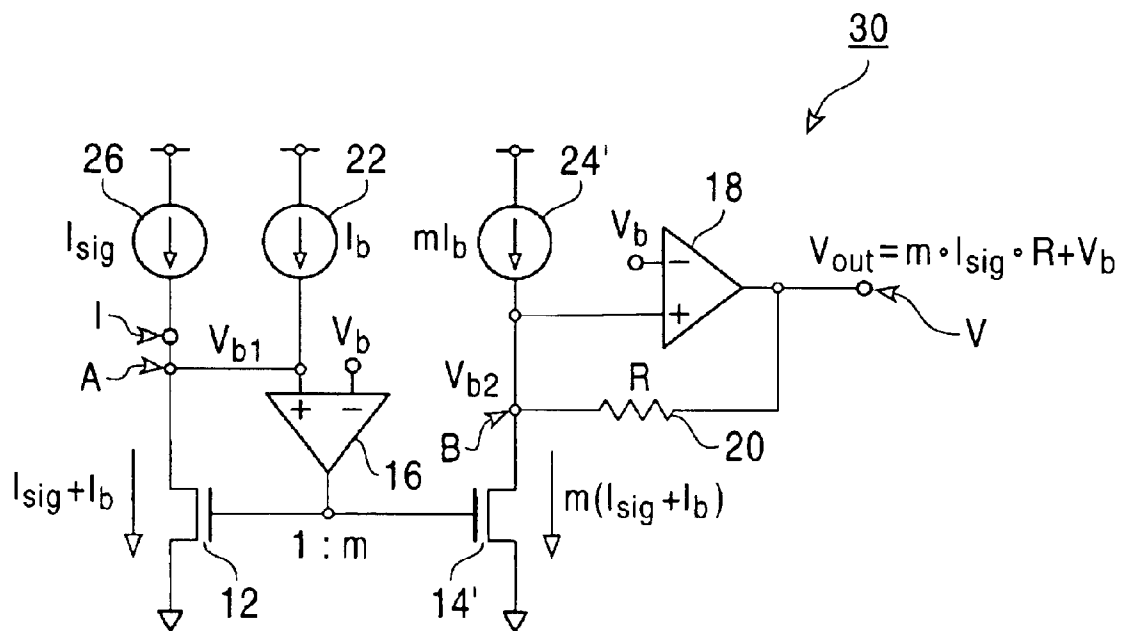 30
26
22
24'
18
I_sig
I_b
mI_b
V_b
−
+
V_out=m•I_sig•R+V_b
V
I
A
V_b1
V_b
+
−
16
V_b2
B
R
20
I_sig+I_b
1 : m
m(I_sig+I_b)
12
14'